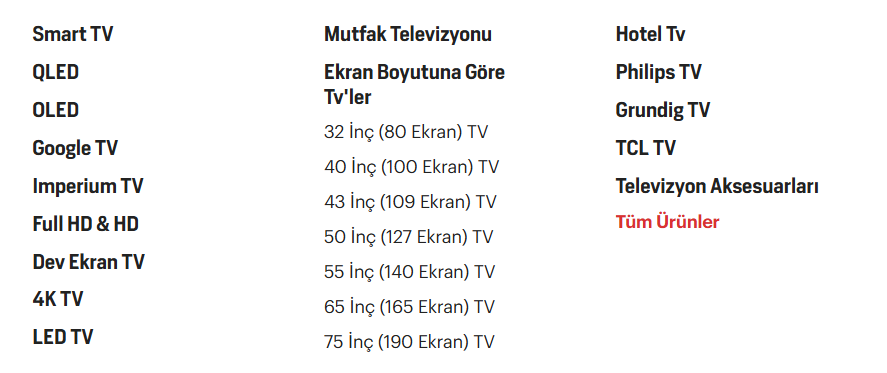 Smart TV
QLED
OLED
Google TV
Imperium TV
Full HD & HD
Dev Ekran TV
4K TV
LED TV
Mutfak Televizyonu
Ekran Boyutuna Göre
Tv'ler
32 İnç (80 Ekran) TV
40 İnç (100 Ekran) TV
43 İnç (109 Ekran) TV
50 İnç (127 Ekran) TV
55 İnç (140 Ekran) TV
65 İnç (165 Ekran) TV
75 İnç (190 Ekran) TV
Hotel Tv
Philips TV
Grundig TV
TCL TV
Televizyon Aksesuarları
Tüm Ürünler